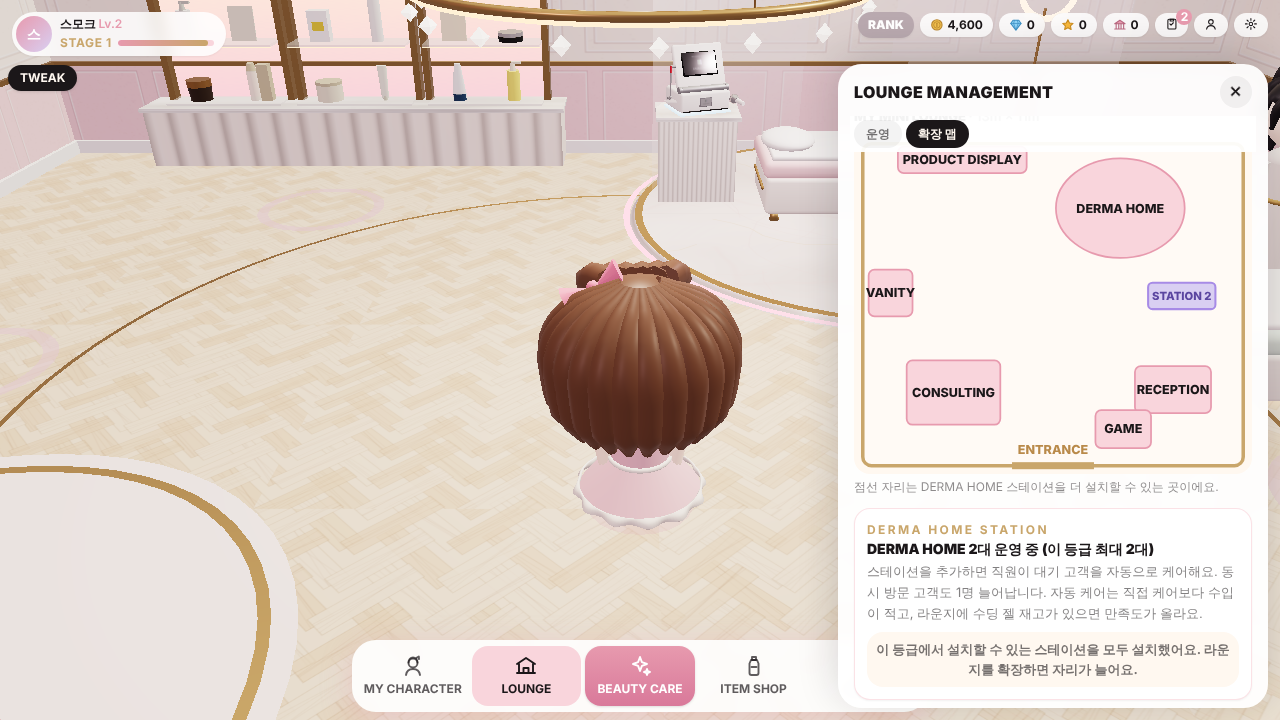 스
스모크 Lv.2
STAGE 1
TWEAK
RANK
4,600
0
0
0
2
LOUNGE MANAGEMENT
운영
확장 맵
PRODUCT DISPLAY
DERMA HOME
VANITY
STATION 2
CONSULTING
RECEPTION
GAME
ENTRANCE
점선 자리는 DERMA HOME 스테이션을 더 설치할 수 있는 곳이에요.
DERMA HOME STATION
DERMA HOME 2대 운영 중 (이 등급 최대 2대)
스테이션을 추가하면 직원이 대기 고객을 자동으로 케어해요. 동
시 방문 고객도 1명 늘어납니다. 자동 케어는 직접 케어보다 수입
이 적고, 라운지에 수딩 젤 재고가 있으면 만족도가 올라요.
이 등급에서 설치할 수 있는 스테이션을 모두 설치했어요. 라운
지를 확장하면 자리가 늘어요.
MY CHARACTER
LOUNGE
BEAUTY CARE
ITEM SHOP